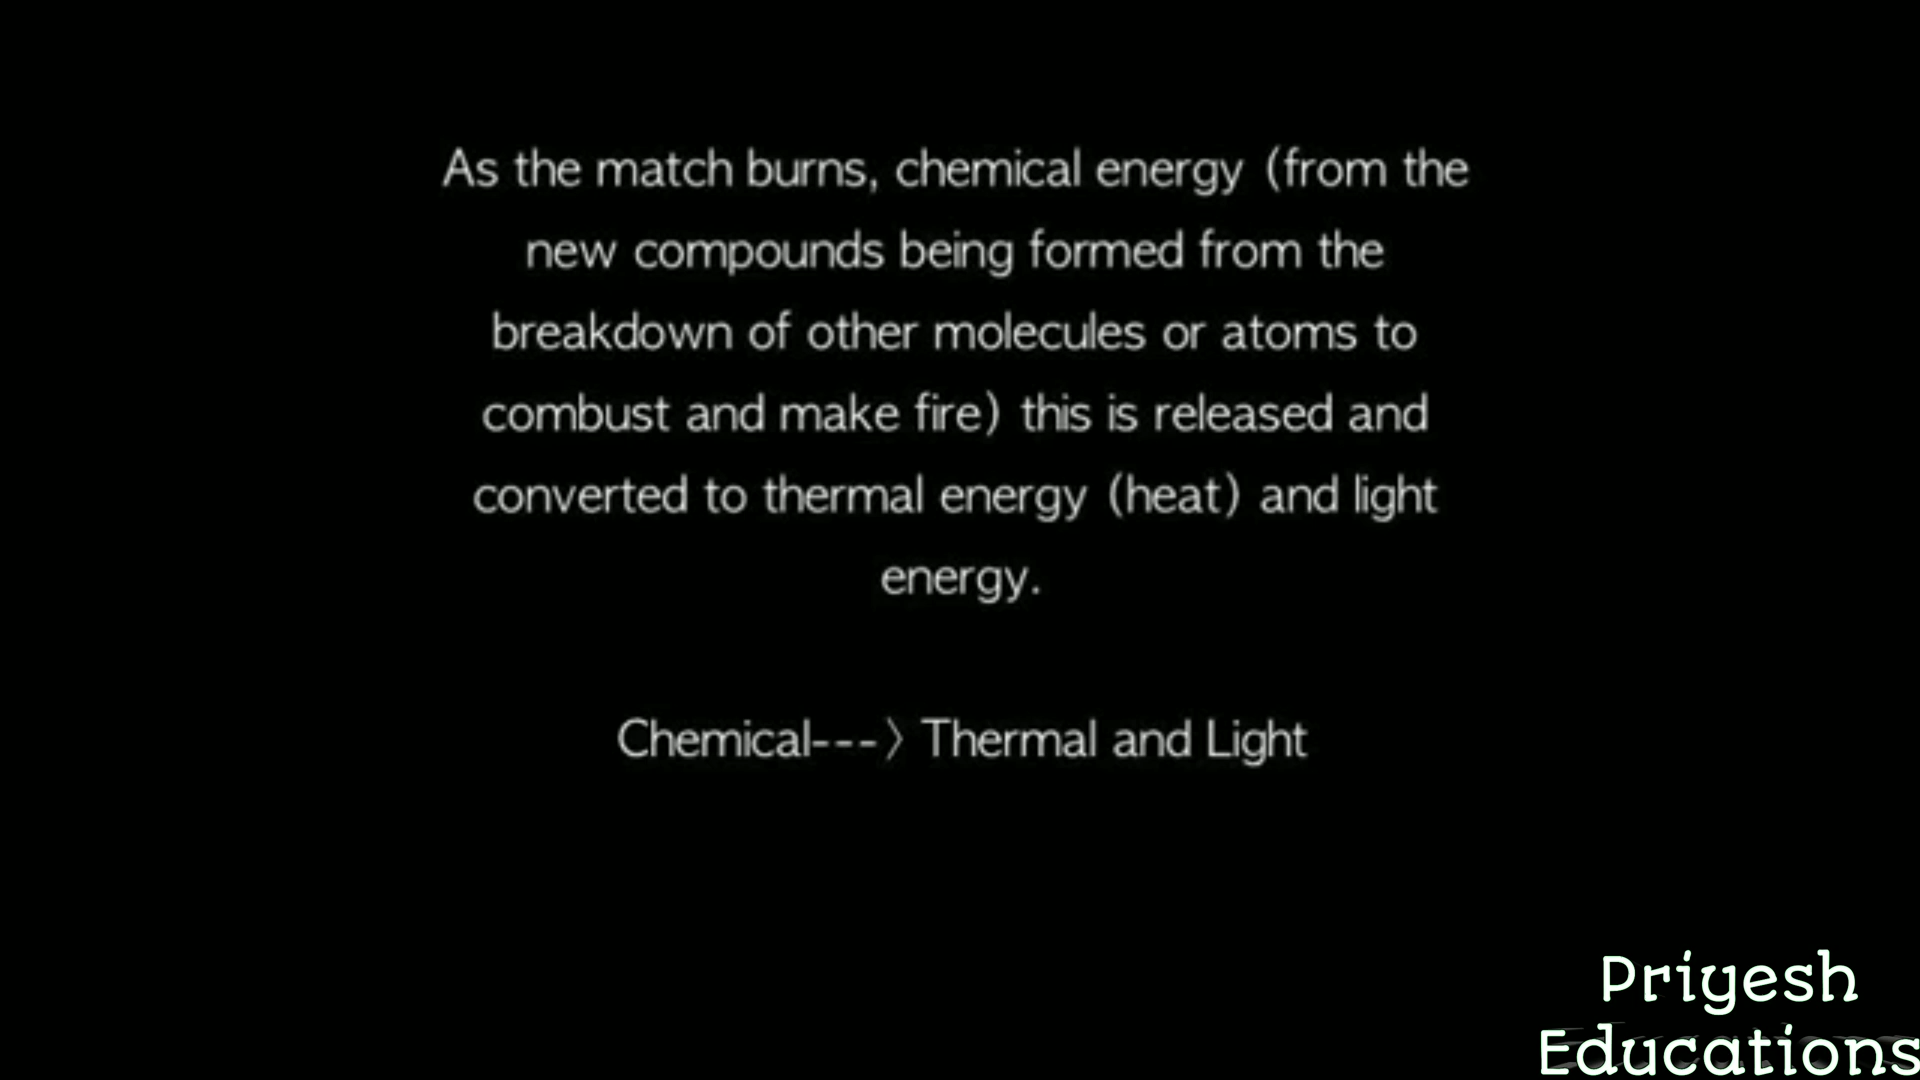 As the match burns, chemical energy (from the
new compounds being formed from the
breakdown of other molecules or atoms to
combust and make fire) this is released and
converted to thermal energy (heat) and light
energy.
Chemical---> Thermal and Light
Priyesh
Educations